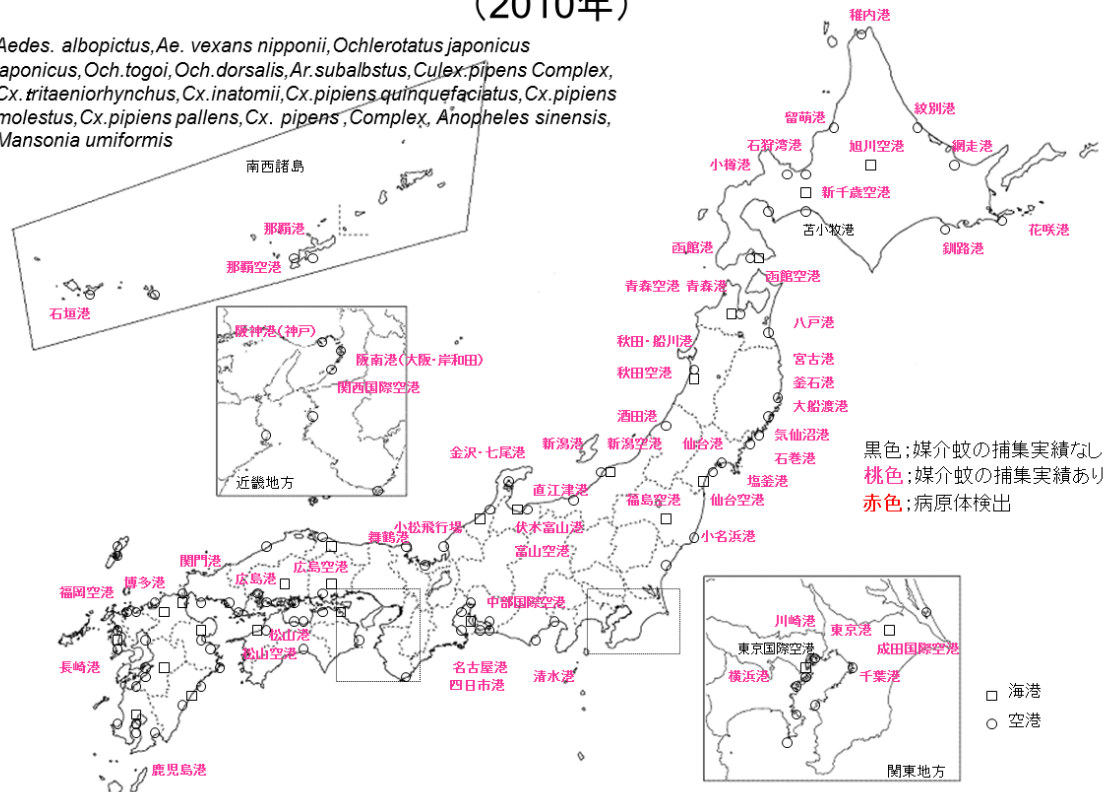 （2010年）
Aedes. albopictus,Ae. vexans nipponii,Ochlerotatus japonicus
japonicus,Och.togoi,Och.dorsalis,Ar.subalbstus,Culex.pipens Complex,
Cx.tritaeniorhynchus,Cx.inatomii,Cx.pipiens quinquefaciatus,Cx.pipiens
molestus,Cx.pipiens pallens,Cx. pipens ,Complex, Anopheles sinensis,
Mansonia umiformis
稚内港
留萌港
紋別港
石狩湾港
旭川空港
網走港
小樽港
新千歳空港
苫小牧港
花咲港
釧路港
函館港
函館空港
南西諸島
那覇港
那覇空港
石垣港
青森空港 青森港
八戸港
秋田・船川港
宮古港
秋田空港
釜石港
大船渡港
酒田港
気仙沼港
新潟港
新潟空港
仙台港
石巻港
金沢・七尾港
塩釜港
直江津港
福島空港
仙台空港
阪神港(神戸)
阪南港(大阪・岸和田)
関西国際空港
近畿地方
黒色；媒介蚊の捕集実績なし
桃色；媒介蚊の捕集実績あり
赤色；病原体検出
小松飛行場
伏木富山港
小名浜港
舞鶴港
富山空港
関門港
広島空港
広島港
博多港
福岡空港
中部国際空港
松山港
松山空港
長崎港
名古屋港
四日市港
清水港
鹿児島港
川崎港
東京港
東京国際空港
成田国際空港
横浜港
千葉港
関東地方
□ 海港
○ 空港